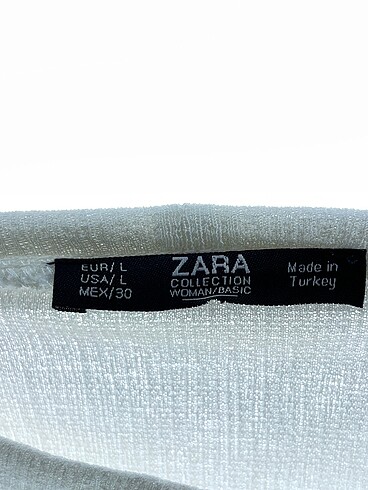 EUR/L
USA/L
MEX/30
ZARA
COLLECTION
WOMAN/BASIC
Made in
Turkey